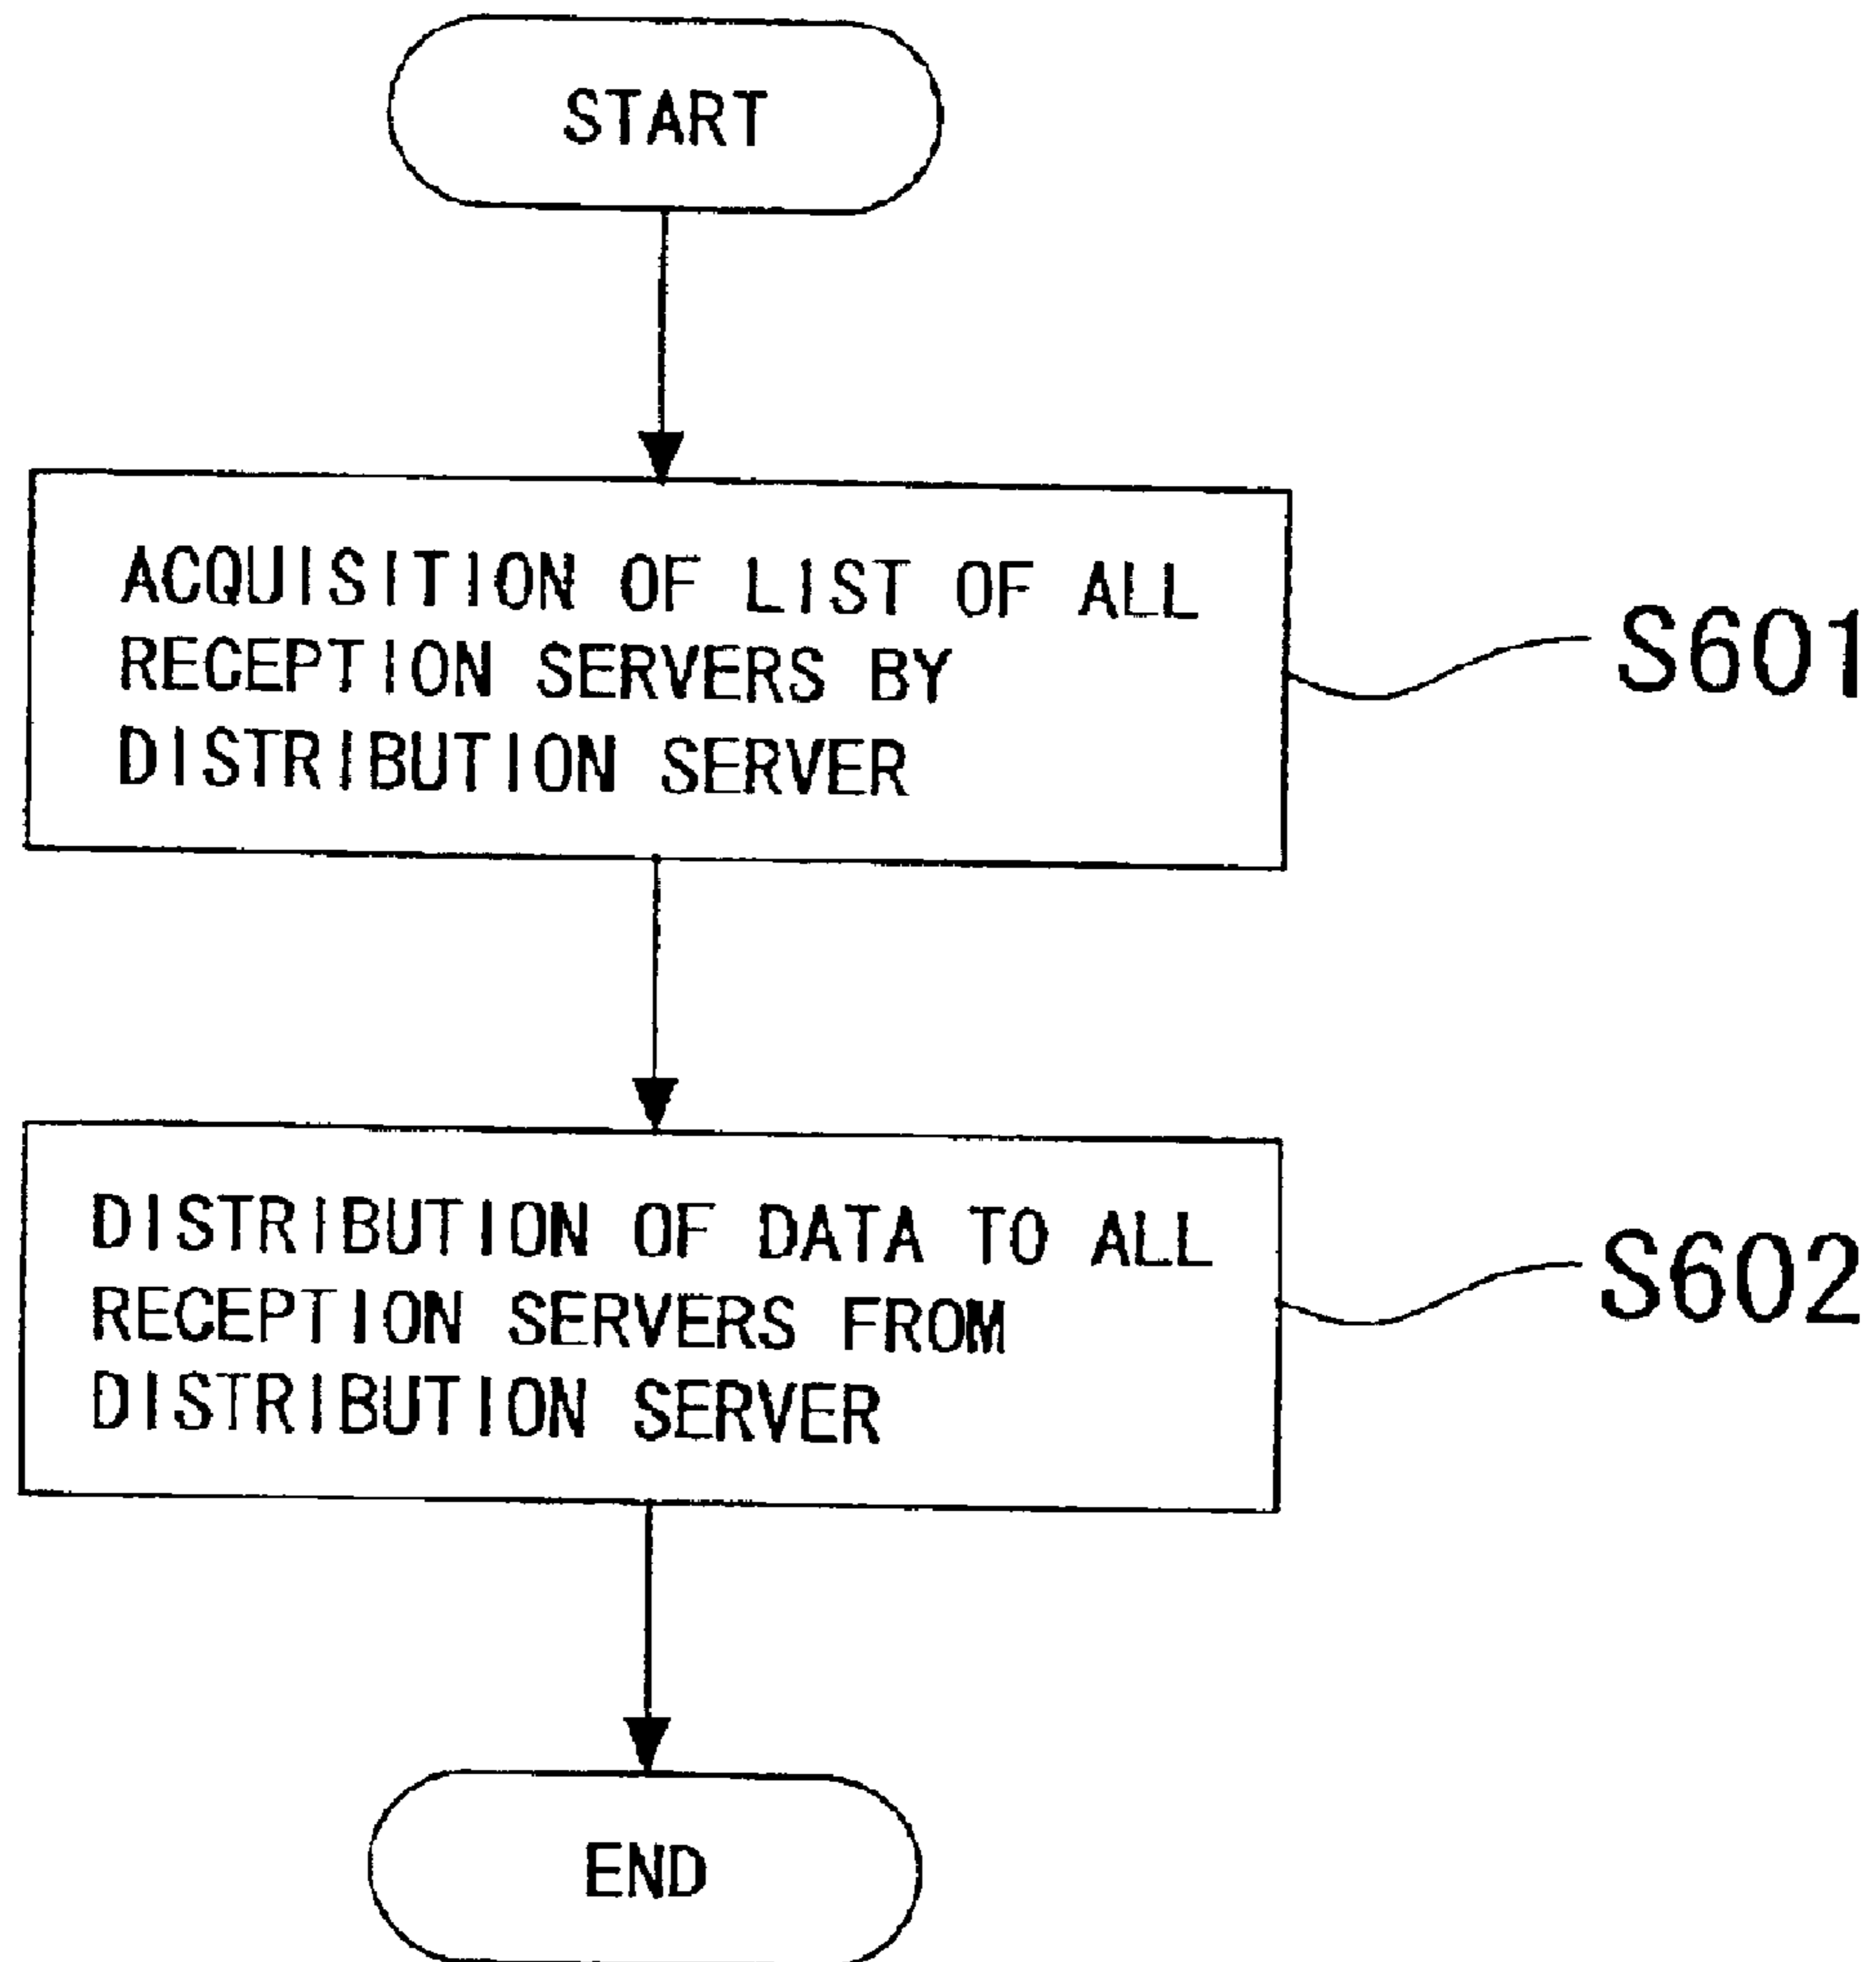 START
ACQUISITION OF LIST OF ALL
RECEPTION SERVERS BY
DISTRIBUTION SERVER
S601
DISTRIBUTION OF DATA TO ALL
RECEPTION SERVERS FROM
DISTRIBUTION SERVER
S602
END